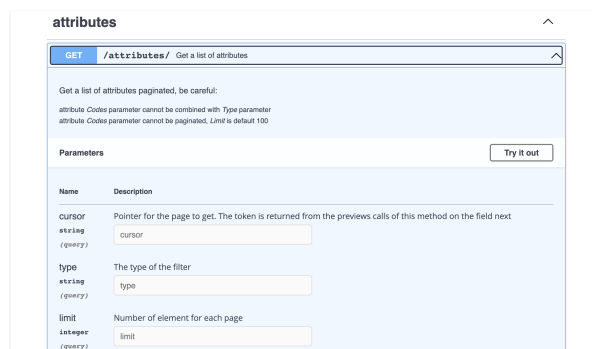 attributes
GET /attributes/ Get a list of attributes
Get a list of attributes paginated, be careful:
attribute Codes parameter cannot be combined with Type parameter
attribute Codes parameter cannot be paginated, Limit is default 100
Parameters Try it out
Name Description
cursor Pointer for the page to get. The token is returned from the previews calls of this method on the field next
string
cursor
(query)
type The type of the filter
string
type
(query)
limit Number of element for each page
integer
limit
(query)